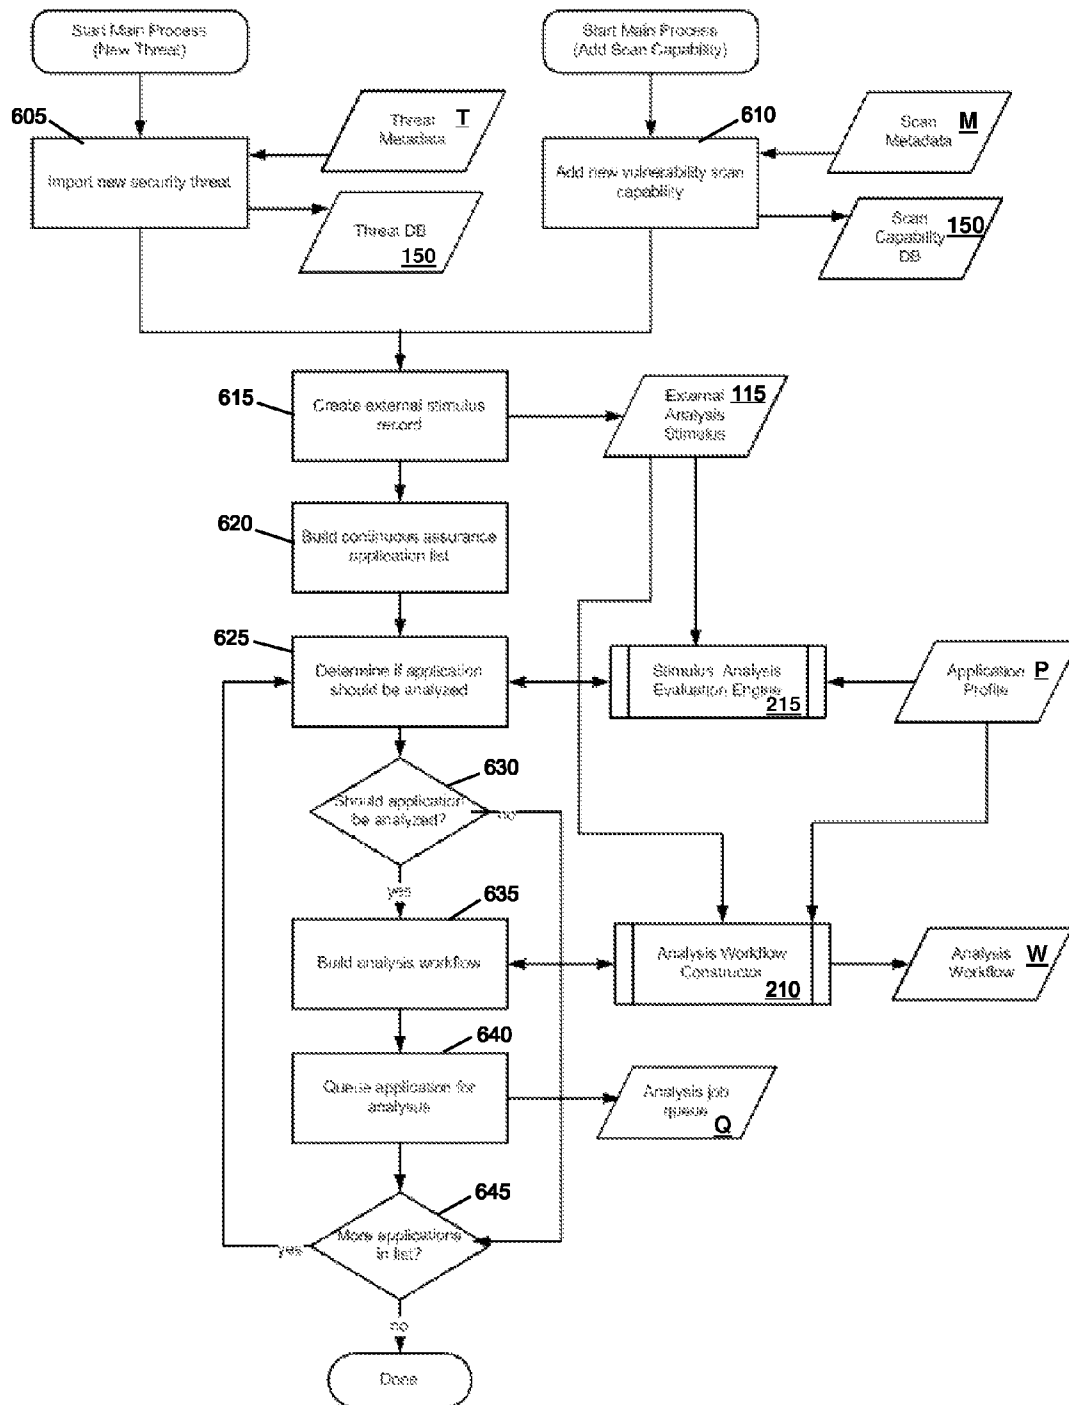 Start Main Process
(New Threat)
Start Main Process
(Add Scan Capability)
605
Import new security threat
Threat
Metadata
T
Threat DB
150
610
Add new vulnerability scan
capability
Scan
Metadata
M
Scan
Capability
DB
150
615
Create external stimulus
record
External
Analysis
Stimulus
115
620
Build continuous assurance
application list
625
Determine if application
should be analyzed
Stimulus Analysis
Evaluation Engine
215
Application
Profile
P
630
Should application
be analyzed?
no
yes
635
Build analysis workflow
Analysis Workflow
Constructor
210
Analysis
Workflow
W
640
Queue application for
analysus
Analysis job
queue
Q
645
More applications
in list?
yes
no
Done